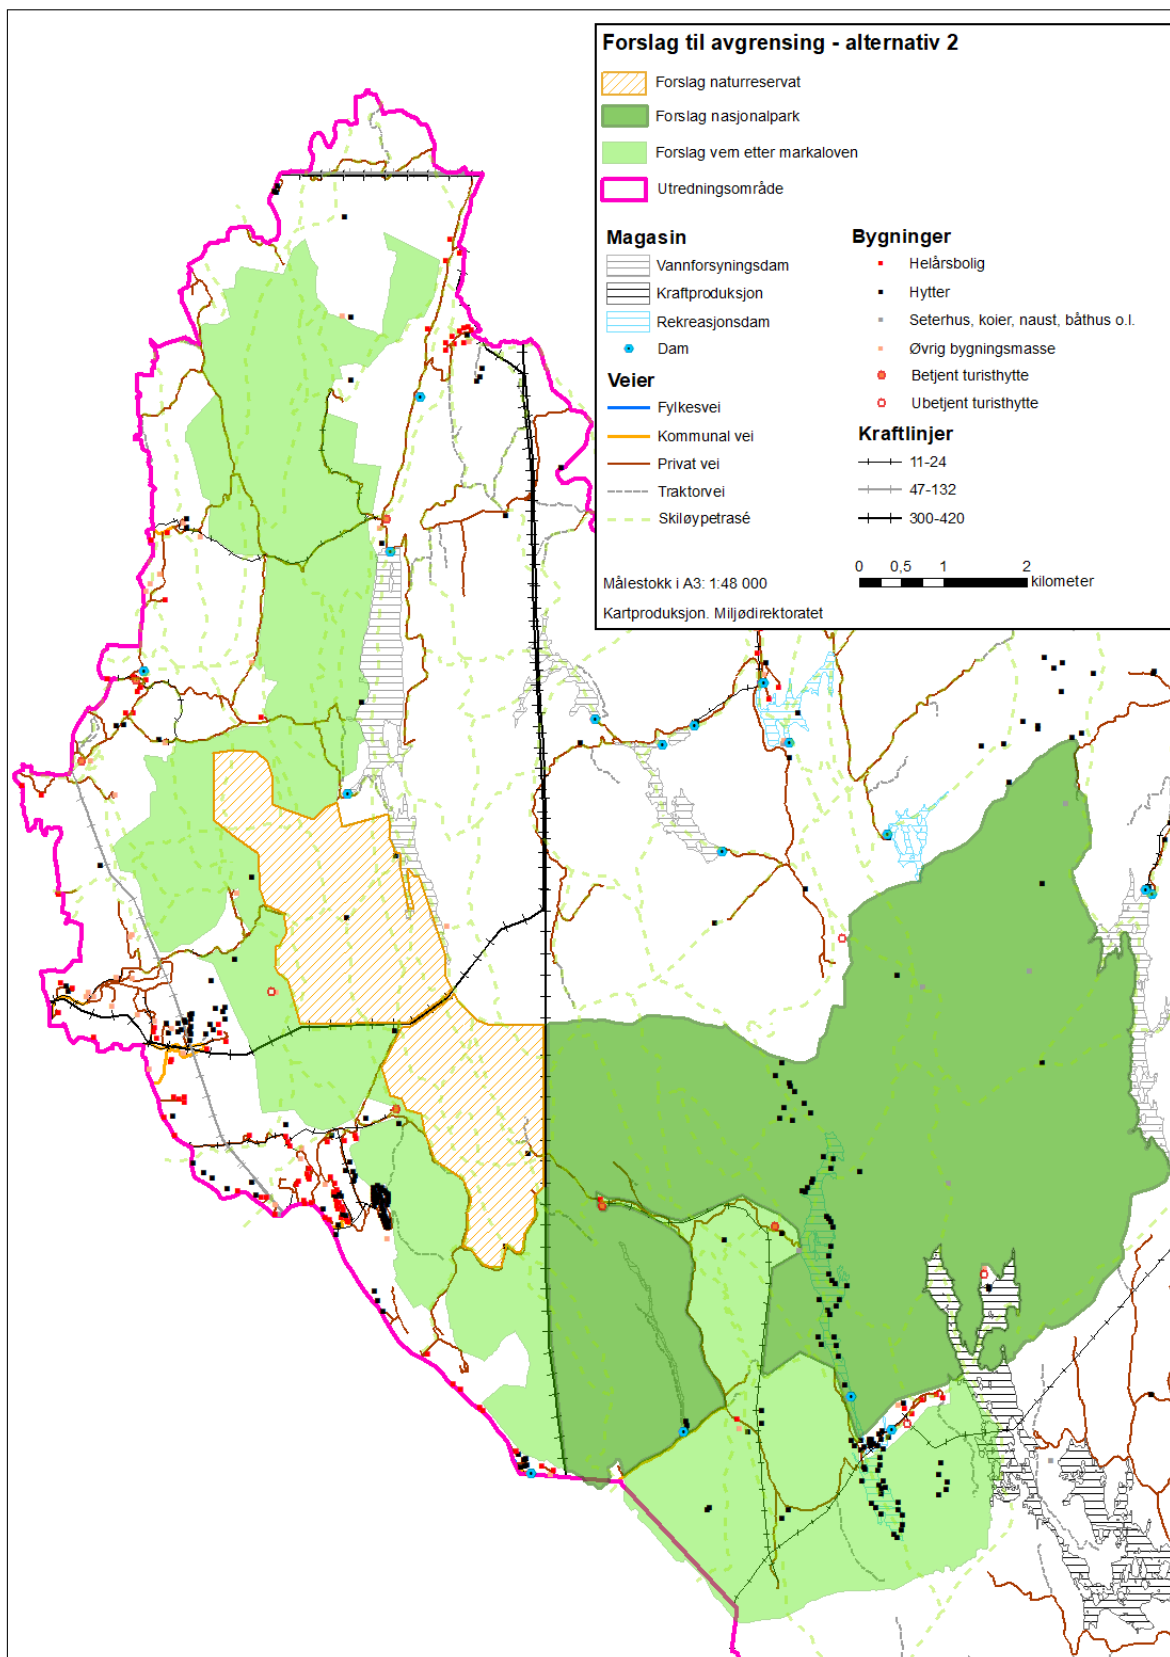 Forslag til avgrensing - alternativ 2
Forslag naturreservat
Forslag nasjonalpark
Forslag vern etter markaloven
Utredningsområde
Magasin
Vannforsyningsdam
Kraftproduksjon
Rekreasjonsdam
Dam
Veier
Fylkesvei
Kommunal vei
Privat vei
Traktorvei
Skiløypetrasé
Bygninger
Helårsbolig
Hytter
Seterhus, koier, naust, båthus o.l.
Øvrig bygningsmasse
Betjent turisthytte
Ubetjent turisthytte
Kraftlinjer
11-24
47-132
300-420
Målestokk i A3: 1:48 000
0 0,5 1 2
kilometer
Kartproduksjon. Miljødirektoratet